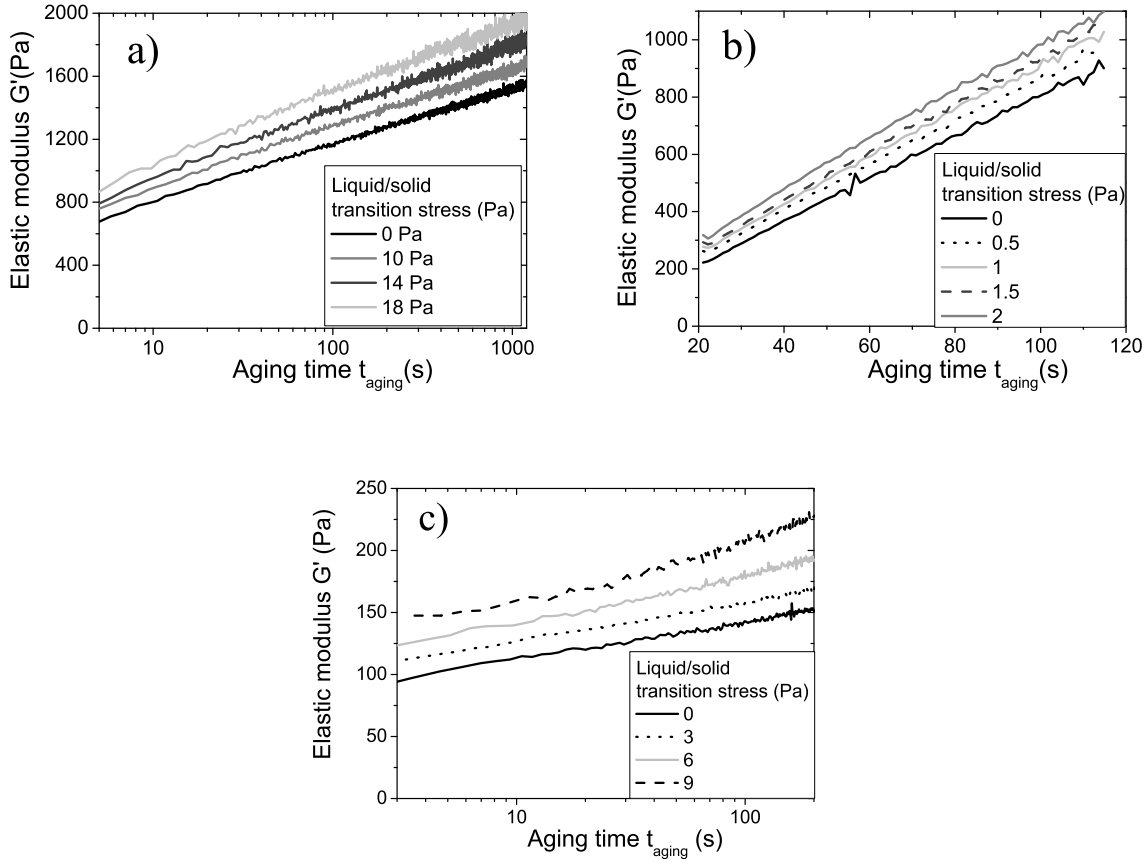 a)
Elastic modulus G'(Pa)
2000
1600
1200
800
400
0
10
100
1000
Aging time t_aging(s)
Liquid/solid
transition stress (Pa)
0 Pa
10 Pa
14 Pa
18 Pa
b)
Elastic modulus G'(Pa)
1000
800
600
400
200
0
20
40
60
80
100
120
Aging time t_aging(s)
Liquid/solid
transition stress (Pa)
0
0.5
1
1.5
2
c)
Elastic modulus G' (Pa)
250
200
150
100
50
0
10
100
Aging time t_aging (s)
Liquid/solid
transition stress (Pa)
0
3
6
9